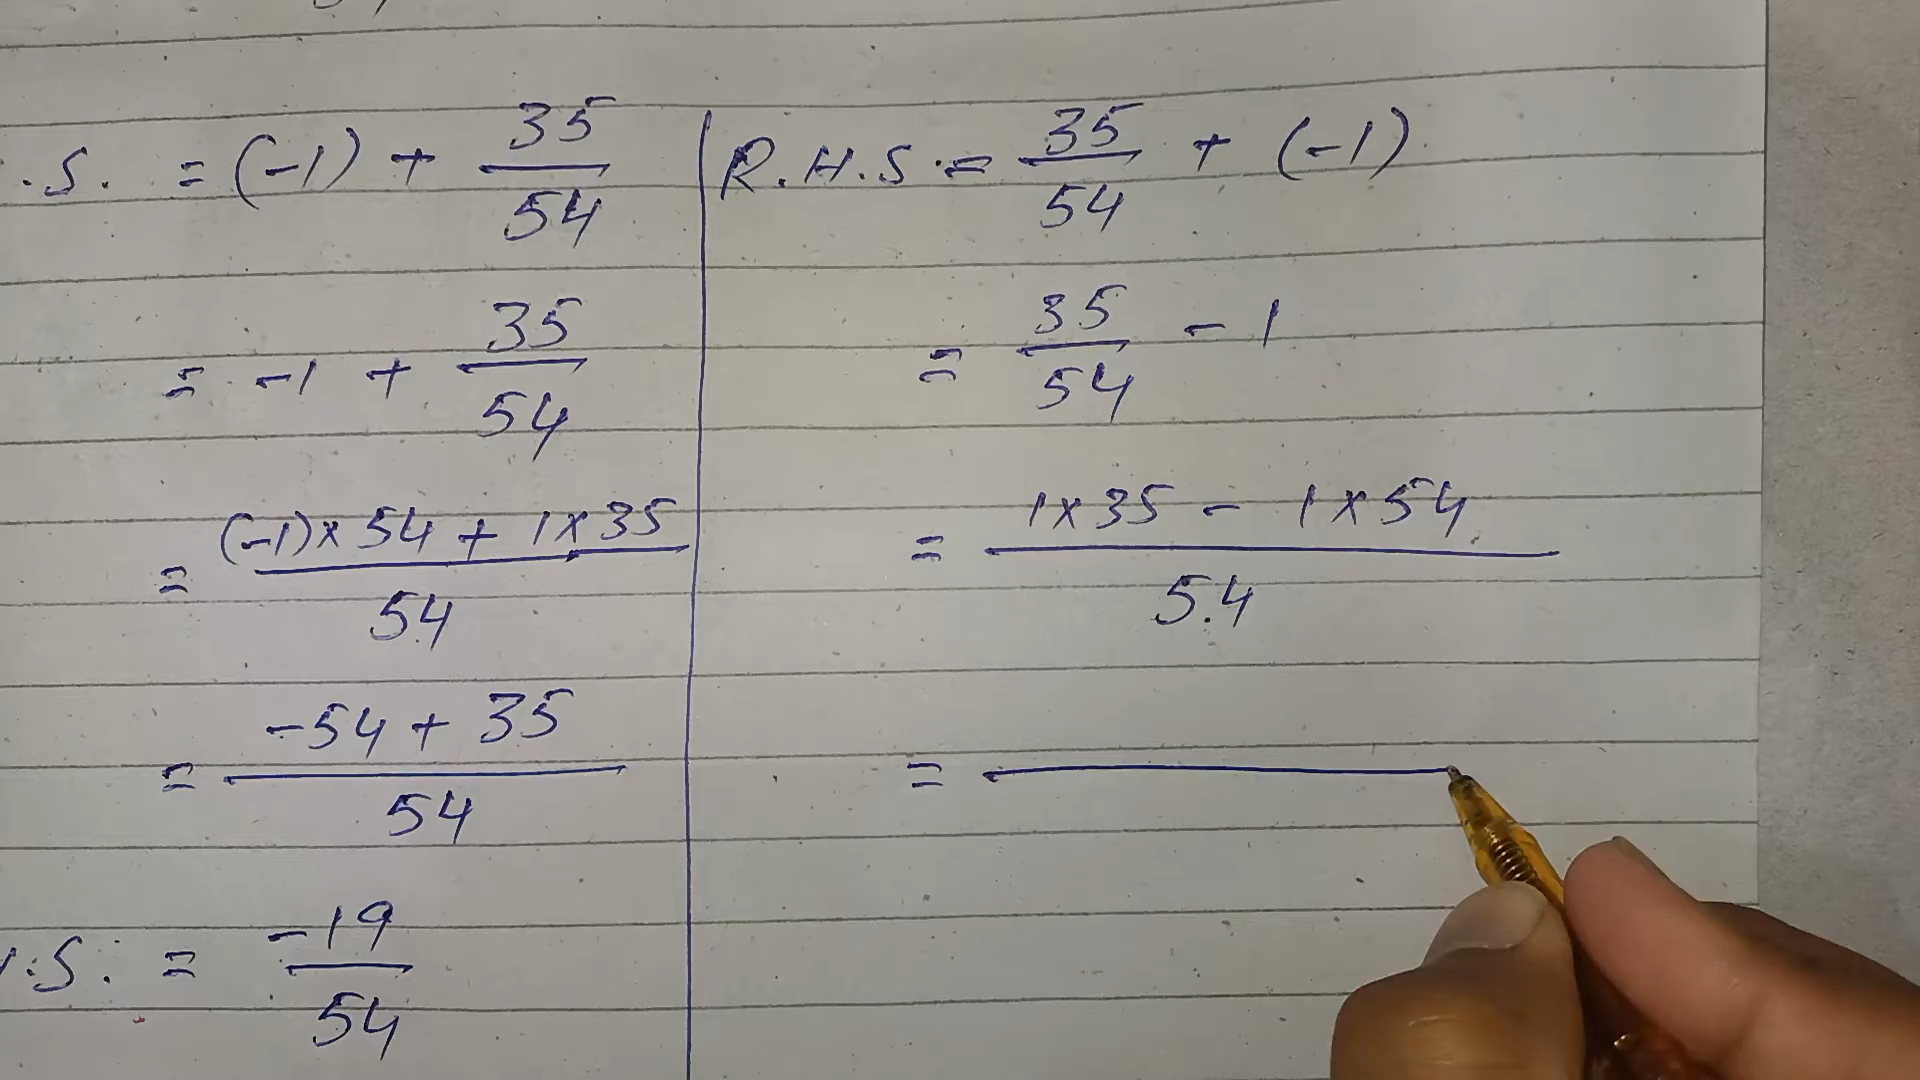 .S. = (-1) + 35/54
= -1 + 35/54
= (-1)×54 + 1×35 / 54
= -54 + 35 / 54
.S. = -19/54
R.H.S. = 35/54 + (-1)
= 35/54 - 1
= 1×35 - 1×54 / 54
=